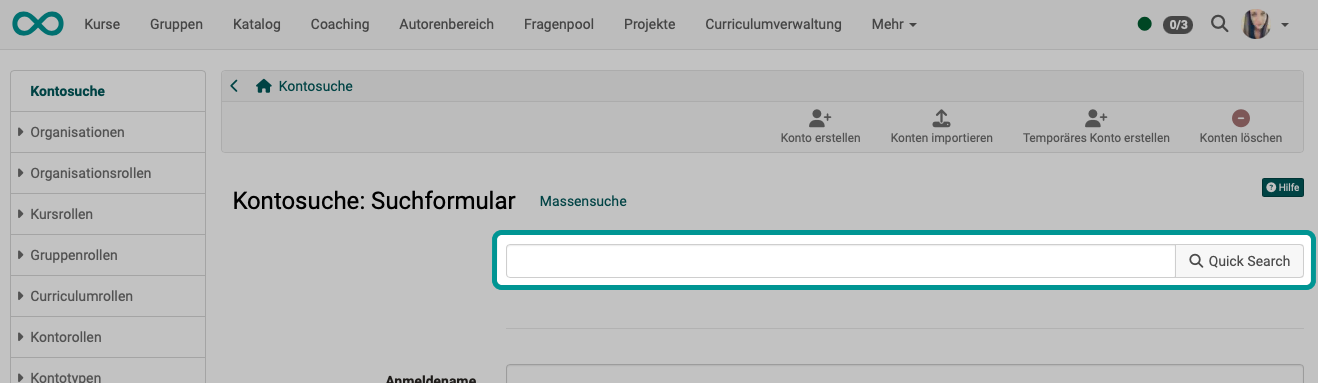 Kurse Gruppen Katalog Coaching Autorenbereich Fragenpool Projekte Curriculumverwaltung Mehr 0/3
Kontosuche
Organisationen
Organisationsrollen
Kursrollen
Gruppenrollen
Curriculumrollen
Kontorollen
Kontotypen
Kontosuche
Konto erstellen Konten importieren Temporäres Konto erstellen Konten löschen
Kontosuche: Suchformular Massensuche Hilfe
Quick Search
Anmeldename